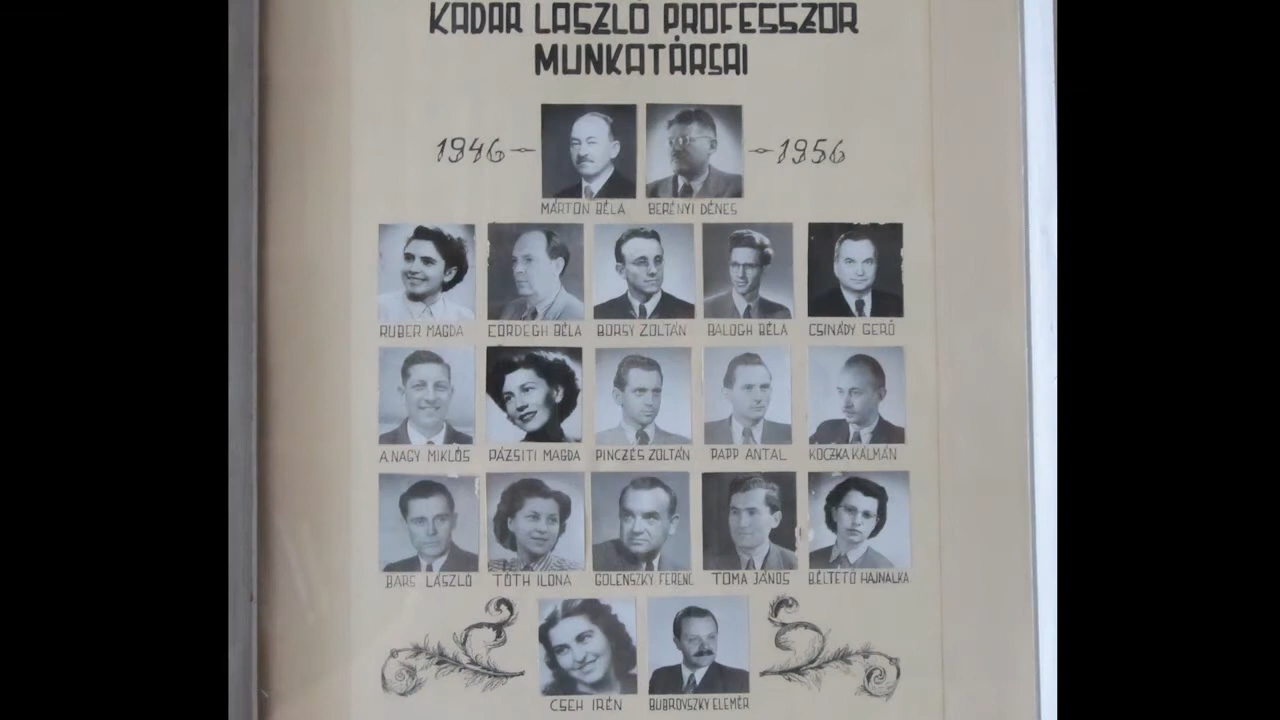 KÁDÁR LÁSZLÓ PROFESSZOR
MUNKATÁRSAI
1946 1956
MÁRTON BÉLA BERÉNYI DÉNES
RUBER MAGDA EÖRDEGH BÉLA BORSY ZOLTÁN BALOGH BÉLA CSINÁDY GERŐ
A.NAGY MIKLÓS PÁZSITI MAGDA PINCZÉS ZOLTÁN PAPP ANTAL KOCZKA KÁLMÁN
BARS LÁSZLÓ TÓTH ILONA GOLENSZKY FERENC TOMA JÁNOS BÉLTETŐ HAJNALKA
CSEH IRÉN BUBROVSZKY ELEMÉR